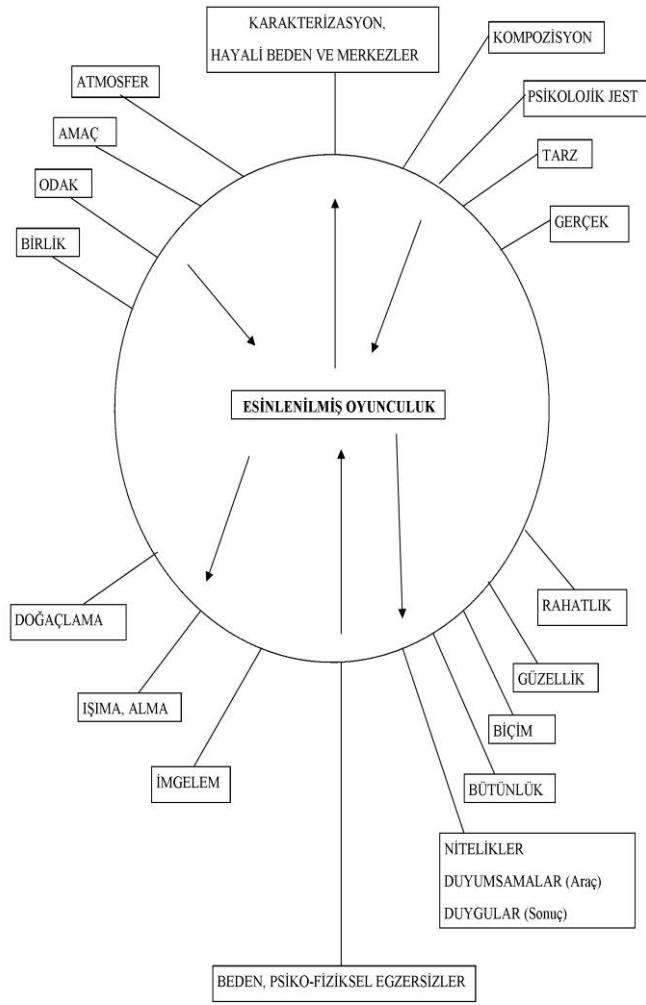 KARAKTERİZASYON,
HAYALİ BEDEN VE MERKEZLER
KOMPOZİSYON
ATMOSFER
PSİKOLOJİK JEST
AMAÇ
TARZ
ODAK
GERÇEK
BİRLİK
ESİNLENİLMİŞ OYUNCULUK
DOĞAÇLAMA
RAHATLIK
IŞIMA, ALMA
GÜZELLİK
BİÇİM
İMGELEM
BÜTÜNLÜK
NİTELİKLER
DUYUMSAMALAR (Araç)
DUYGULAR (Sonuç)
BEDEN, PSİKO-FİZİKSEL EGZERSİZLER